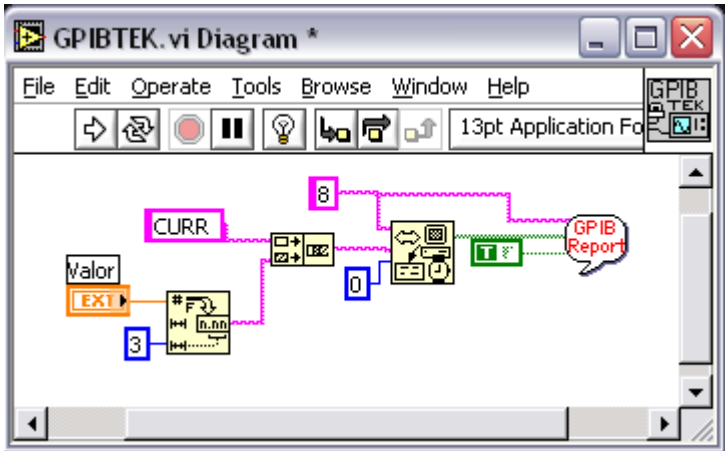 GPIBTEK.vi Diagram *
File Edit Operate Tools Browse Window Help
GPIB
TEK
13pt Application Fo
8
CURR
GPIB
Report
T F
Valor
EXT
0
# F
n.nn
3